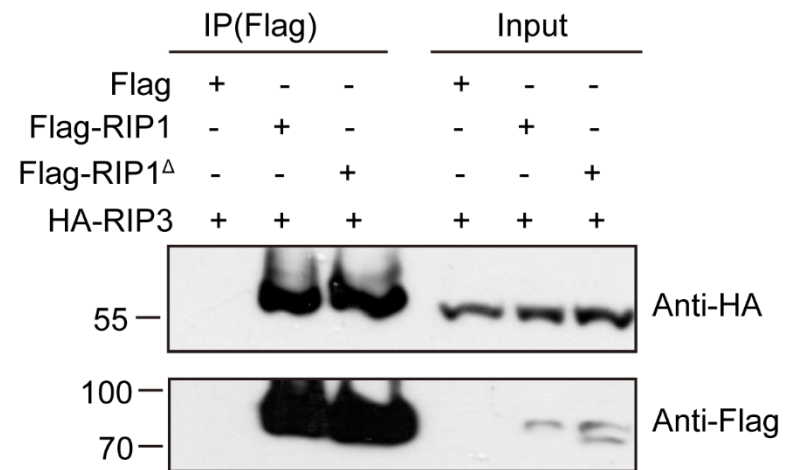 IP(Flag) Input
Flag + - - + - -
Flag-RIP1 - + - - + -
Flag-RIP1Δ - - + - - +
HA-RIP3 + + + + + +
55 Anti-HA
100
Anti-Flag
70